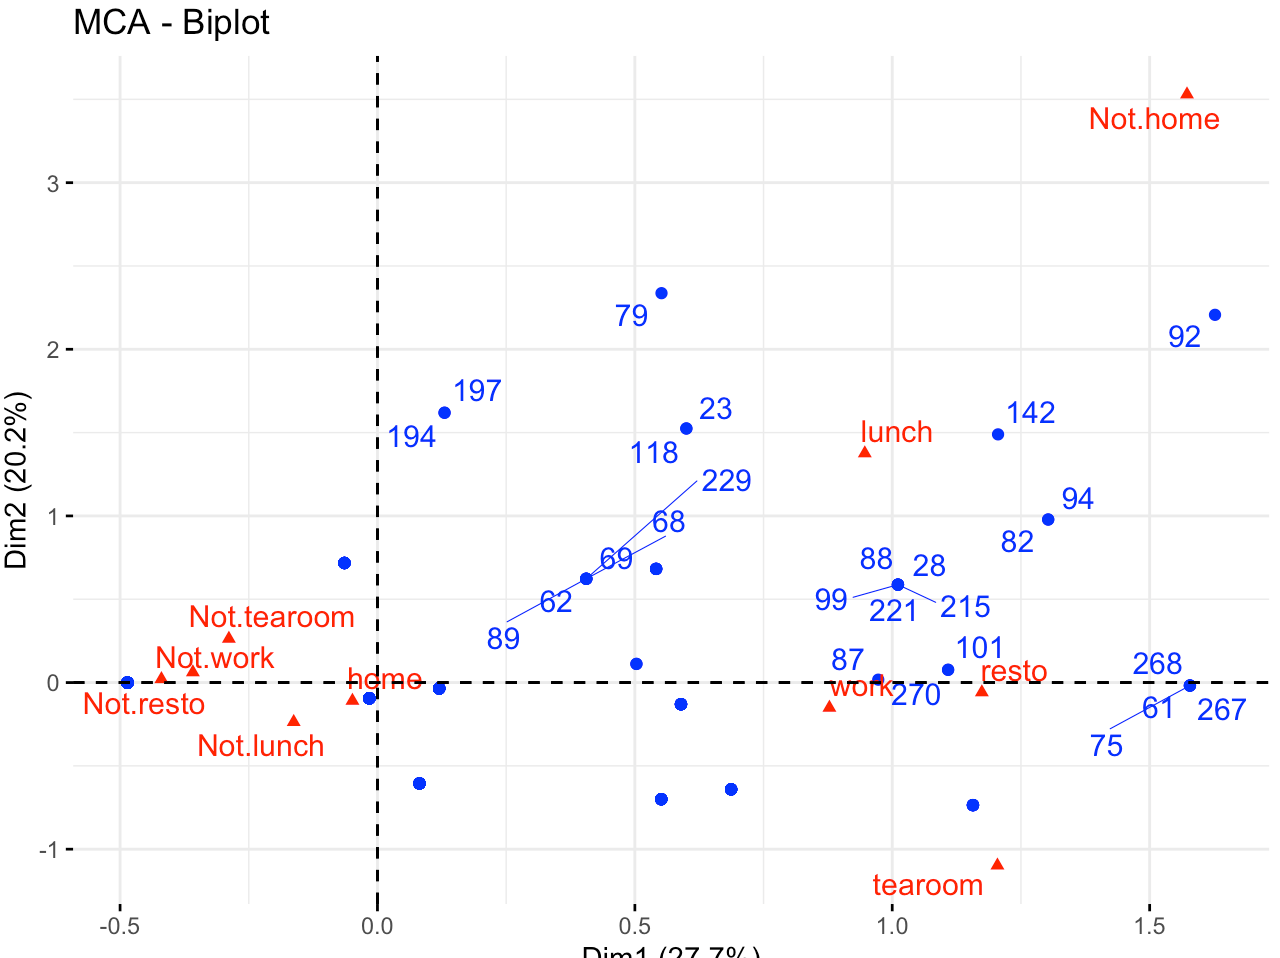 MCA - Biplot
Not.home
3
79
92
2
197
23
142
194
lunch
118
229
94
68
1
82
69
88
28
62
99
221
215
Not.tearoom
89
101
Not.work
87
268
home
resto
0
work
270
Not.resto
61
267
Not.lunch
75
-1
tearoom
-0.5
0.0
0.5
1.0
1.5
Dim2 (20.2%)
Dim1 (27.7%)